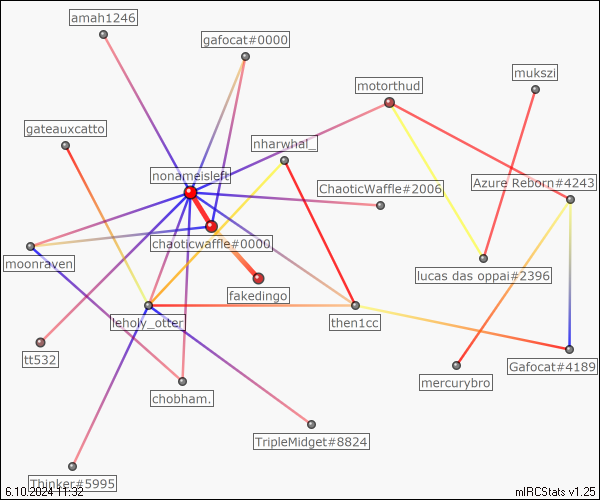 amah1246
gafocat#0000
mukszi
motorthud
gateauxcatto
nharwhal_
nonameisleft
Azure Reborn#4243
ChaoticWaffle#2006
chaoticwaffle#0000
moonraven
lucas das oppai#2396
fakedingo
leholy_otter
then1cc
tt532
Gafocat#4189
mercurybro
chobham.
TripleMidget#8824
Thinker#5995
6.10.2024 11:32
mIRCStats v1.25